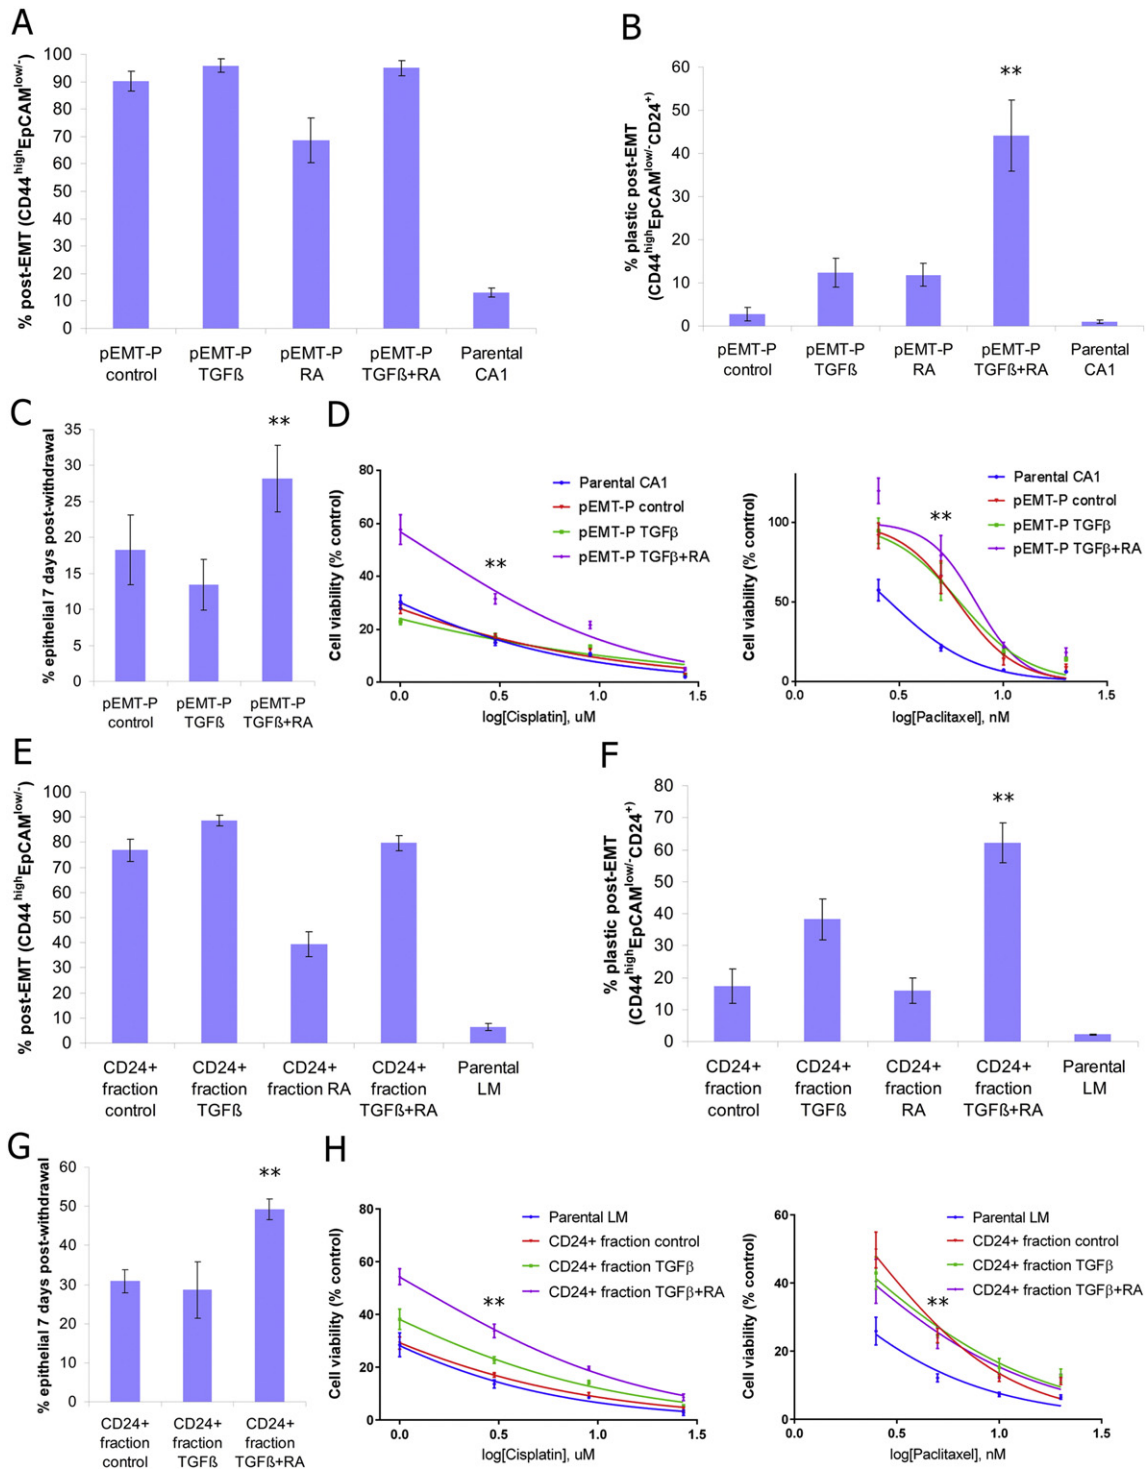 A
% post-EMT (CD44highEpCAMlow/-)
100
90
80
70
60
50
40
30
20
10
0
pEMT-P
control
pEMT-P
TGFß
pEMT-P
RA
pEMT-P
TGFß+RA
Parental
CA1
B
% plastic post-EMT
(CD44highEpCAMlow/-CD24+)
60
50
40
30
20
10
0
**
pEMT-P
control
pEMT-P
TGFß
pEMT-P
RA
pEMT-P
TGFß+RA
Parental
CA1
C
% epithelial 7 days post-withdrawal
35
30
25
20
15
10
5
0
**
pEMT-P
control
pEMT-P
TGFß
pEMT-P
TGFß+RA
D
Cell viability (% control)
80
60
40
20
0
**
Parental CA1
pEMT-P control
pEMT-P TGFβ
pEMT-P TGFβ+RA
0.0
0.5
1.0
1.5
log[Cisplatin], uM
Cell viability (% control)
100
50
0
**
Parental CA1
pEMT-P control
pEMT-P TGFβ
pEMT-P TGFβ+RA
0.0
0.5
1.0
1.5
log[Paclitaxel], nM
E
% post-EMT (CD44highEpCAMlow/-)
100
90
80
70
60
50
40
30
20
10
0
CD24+
fraction
control
CD24+
fraction
TGFß
CD24+
fraction RA
CD24+
fraction
TGFß+RA
Parental
LM
F
% plastic post-EMT
(CD44highEpCAMlow/-CD24+)
80
70
60
50
40
30
20
10
0
**
CD24+
fraction
control
CD24+
fraction
TGFß
CD24+
fraction
RA
CD24+
fraction
TGFß+RA
Parental
LM
G
% epithelial 7 days post-withdrawal
60
50
40
30
20
10
0
**
CD24+
fraction
control
CD24+
fraction
TGFß
CD24+
fraction
TGFß+RA
H
Cell viability (% control)
80
60
40
20
0
**
Parental LM
CD24+ fraction control
CD24+ fraction TGFβ
CD24+ fraction TGFβ+RA
0.0
0.5
1.0
1.5
log[Cisplatin], uM
Cell viability (% control)
60
40
20
0
**
Parental LM
CD24+ fraction control
CD24+ fraction TGFβ
CD24+ fraction TGFβ+RA
0.0
0.5
1.0
1.5
log[Paclitaxel], nM